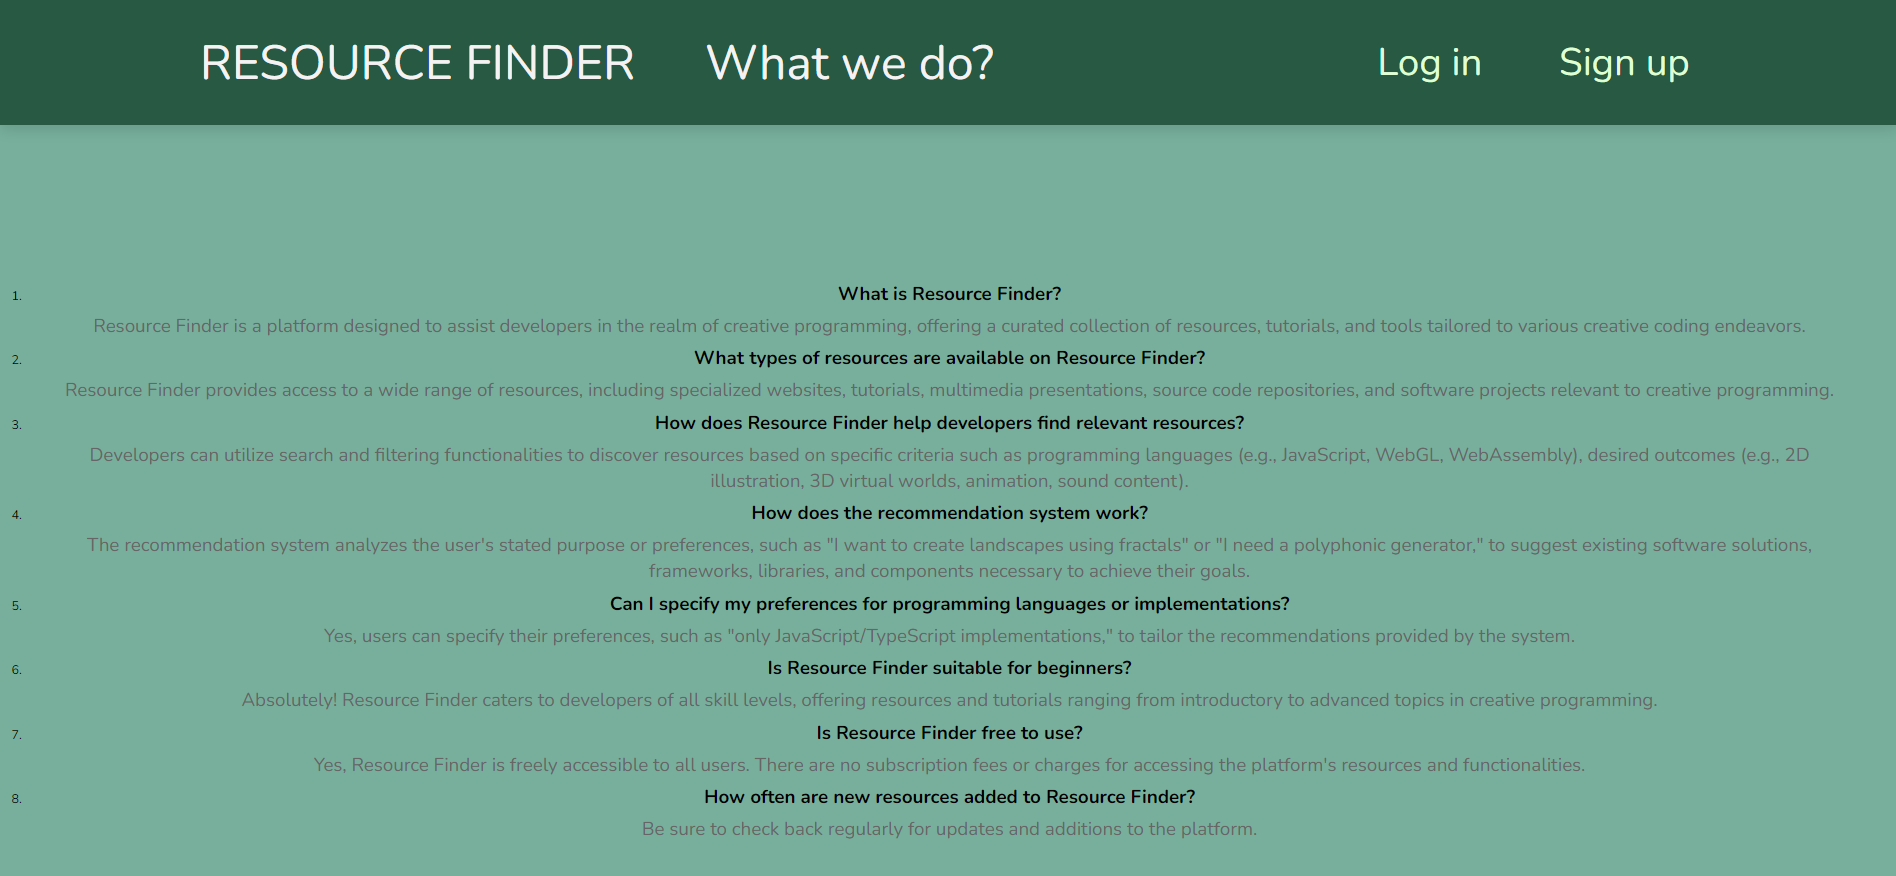 RESOURCE FINDER What we do? Log in Sign up
1. What is Resource Finder?
Resource Finder is a platform designed to assist developers in the realm of creative programming, offering a curated collection of resources, tutorials, and tools tailored to various creative coding endeavors.
2. What types of resources are available on Resource Finder?
Resource Finder provides access to a wide range of resources, including specialized websites, tutorials, multimedia presentations, source code repositories, and software projects relevant to creative programming.
3. How does Resource Finder help developers find relevant resources?
Developers can utilize search and filtering functionalities to discover resources based on specific criteria such as programming languages (e.g., JavaScript, WebGL, WebAssembly), desired outcomes (e.g., 2D
illustration, 3D virtual worlds, animation, sound content).
4. How does the recommendation system work?
The recommendation system analyzes the user's stated purpose or preferences, such as "I want to create landscapes using fractals" or "I need a polyphonic generator," to suggest existing software solutions,
frameworks, libraries, and components necessary to achieve their goals.
5. Can I specify my preferences for programming languages or implementations?
Yes, users can specify their preferences, such as "only JavaScript/TypeScript implementations," to tailor the recommendations provided by the system.
6. Is Resource Finder suitable for beginners?
Absolutely! Resource Finder caters to developers of all skill levels, offering resources and tutorials ranging from introductory to advanced topics in creative programming.
7. Is Resource Finder free to use?
Yes, Resource Finder is freely accessible to all users. There are no subscription fees or charges for accessing the platform's resources and functionalities.
8. How often are new resources added to Resource Finder?
Be sure to check back regularly for updates and additions to the platform.